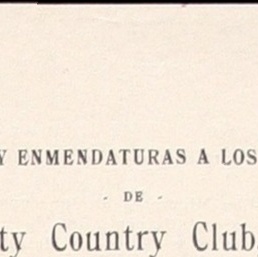 Y ENMENDATURAS A LOS
- DE -
ty Country Club